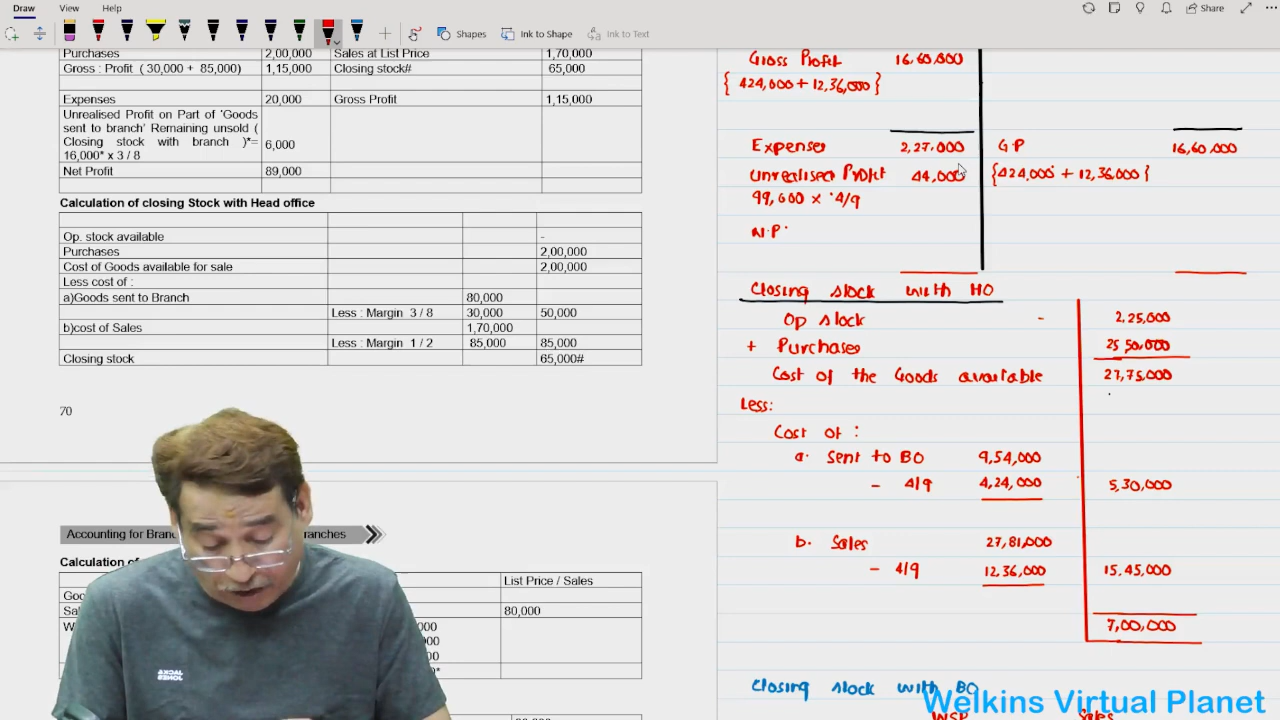 Draw View Help
Share
Shapes Ink to Shape Ink to Text
Purchases 2,00,000 Sales at List Price 1,70,000
Gross : Profit ( 30,000 + 85,000) 1,15,000 Closing stock# 65,000
Expenses 20,000 Gross Profit 1,15,000
Unrealised Profit on Part of 'Goods
sent to branch' Remaining unsold (
Closing stock with branch )*=
16,000* x 3 / 8 6,000
Net Profit 89,000
Calculation of closing Stock with Head office
Op. stock available -
Purchases 2,00,000
Cost of Goods available for sale 2,00,000
Less cost of :
a)Goods sent to Branch 80,000
Less : Margin 3 / 8 30,000 50,000
b)cost of Sales 1,70,000
Less : Margin 1 / 2 85,000 85,000
Closing stock 65,000#
70
Accounting for Bran
ranches
Calculation of
List Price / Sales
Goo
Sal 80,000
W 000
000
00
Gross Profit 16,60,000
{ 424,000 + 12,36,000 }
Expenses 2,27,000 G.P 16,60,000
Unrealised Profit 44,000 {424,000 + 12,36,000}
99,000 x 4/9
N.P.
Closing stock with HO
Op stock - 2,25,000
+ Purchases 25 50,000
Cost of the Goods available 27,75,000
Less:
Cost of :
a. Sent to BO 9,54,000
- 4/9 4,24,000 5,30,000
b. Sales 27,81,000
- 4/9 12,36,000 15,45,000
7,00,000
Closing stock with BO
WSP Sales
JACK&
JONES
Welkins Virtual Planet